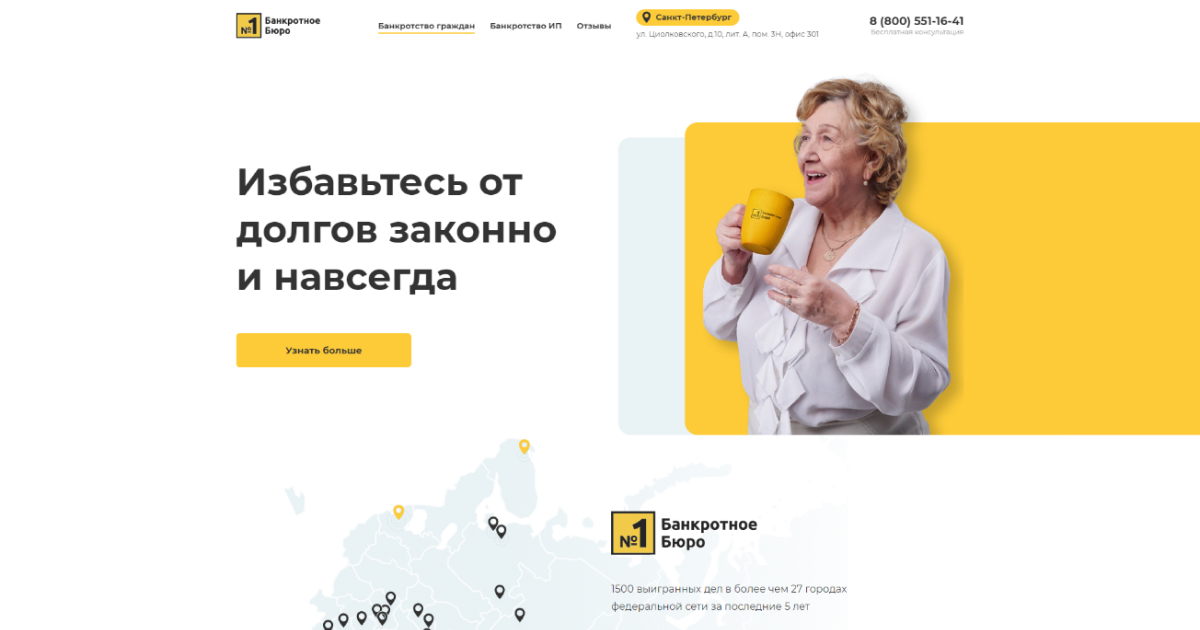 №1 Банкротное
Бюро
Банкротство граждан
Банкротство ИП
Отзывы
Санкт-Петербург
ул. Циолковского, д.10, лит. А, пом. 3Н, офис 301
8 (800) 551-16-41
бесплатная консультация
Избавьтесь от
долгов законно
и навсегда
Узнать больше
№1 Банкротное
Бюро
1500 выигранных дел в более чем 27 городах
федеральной сети за последние 5 лет